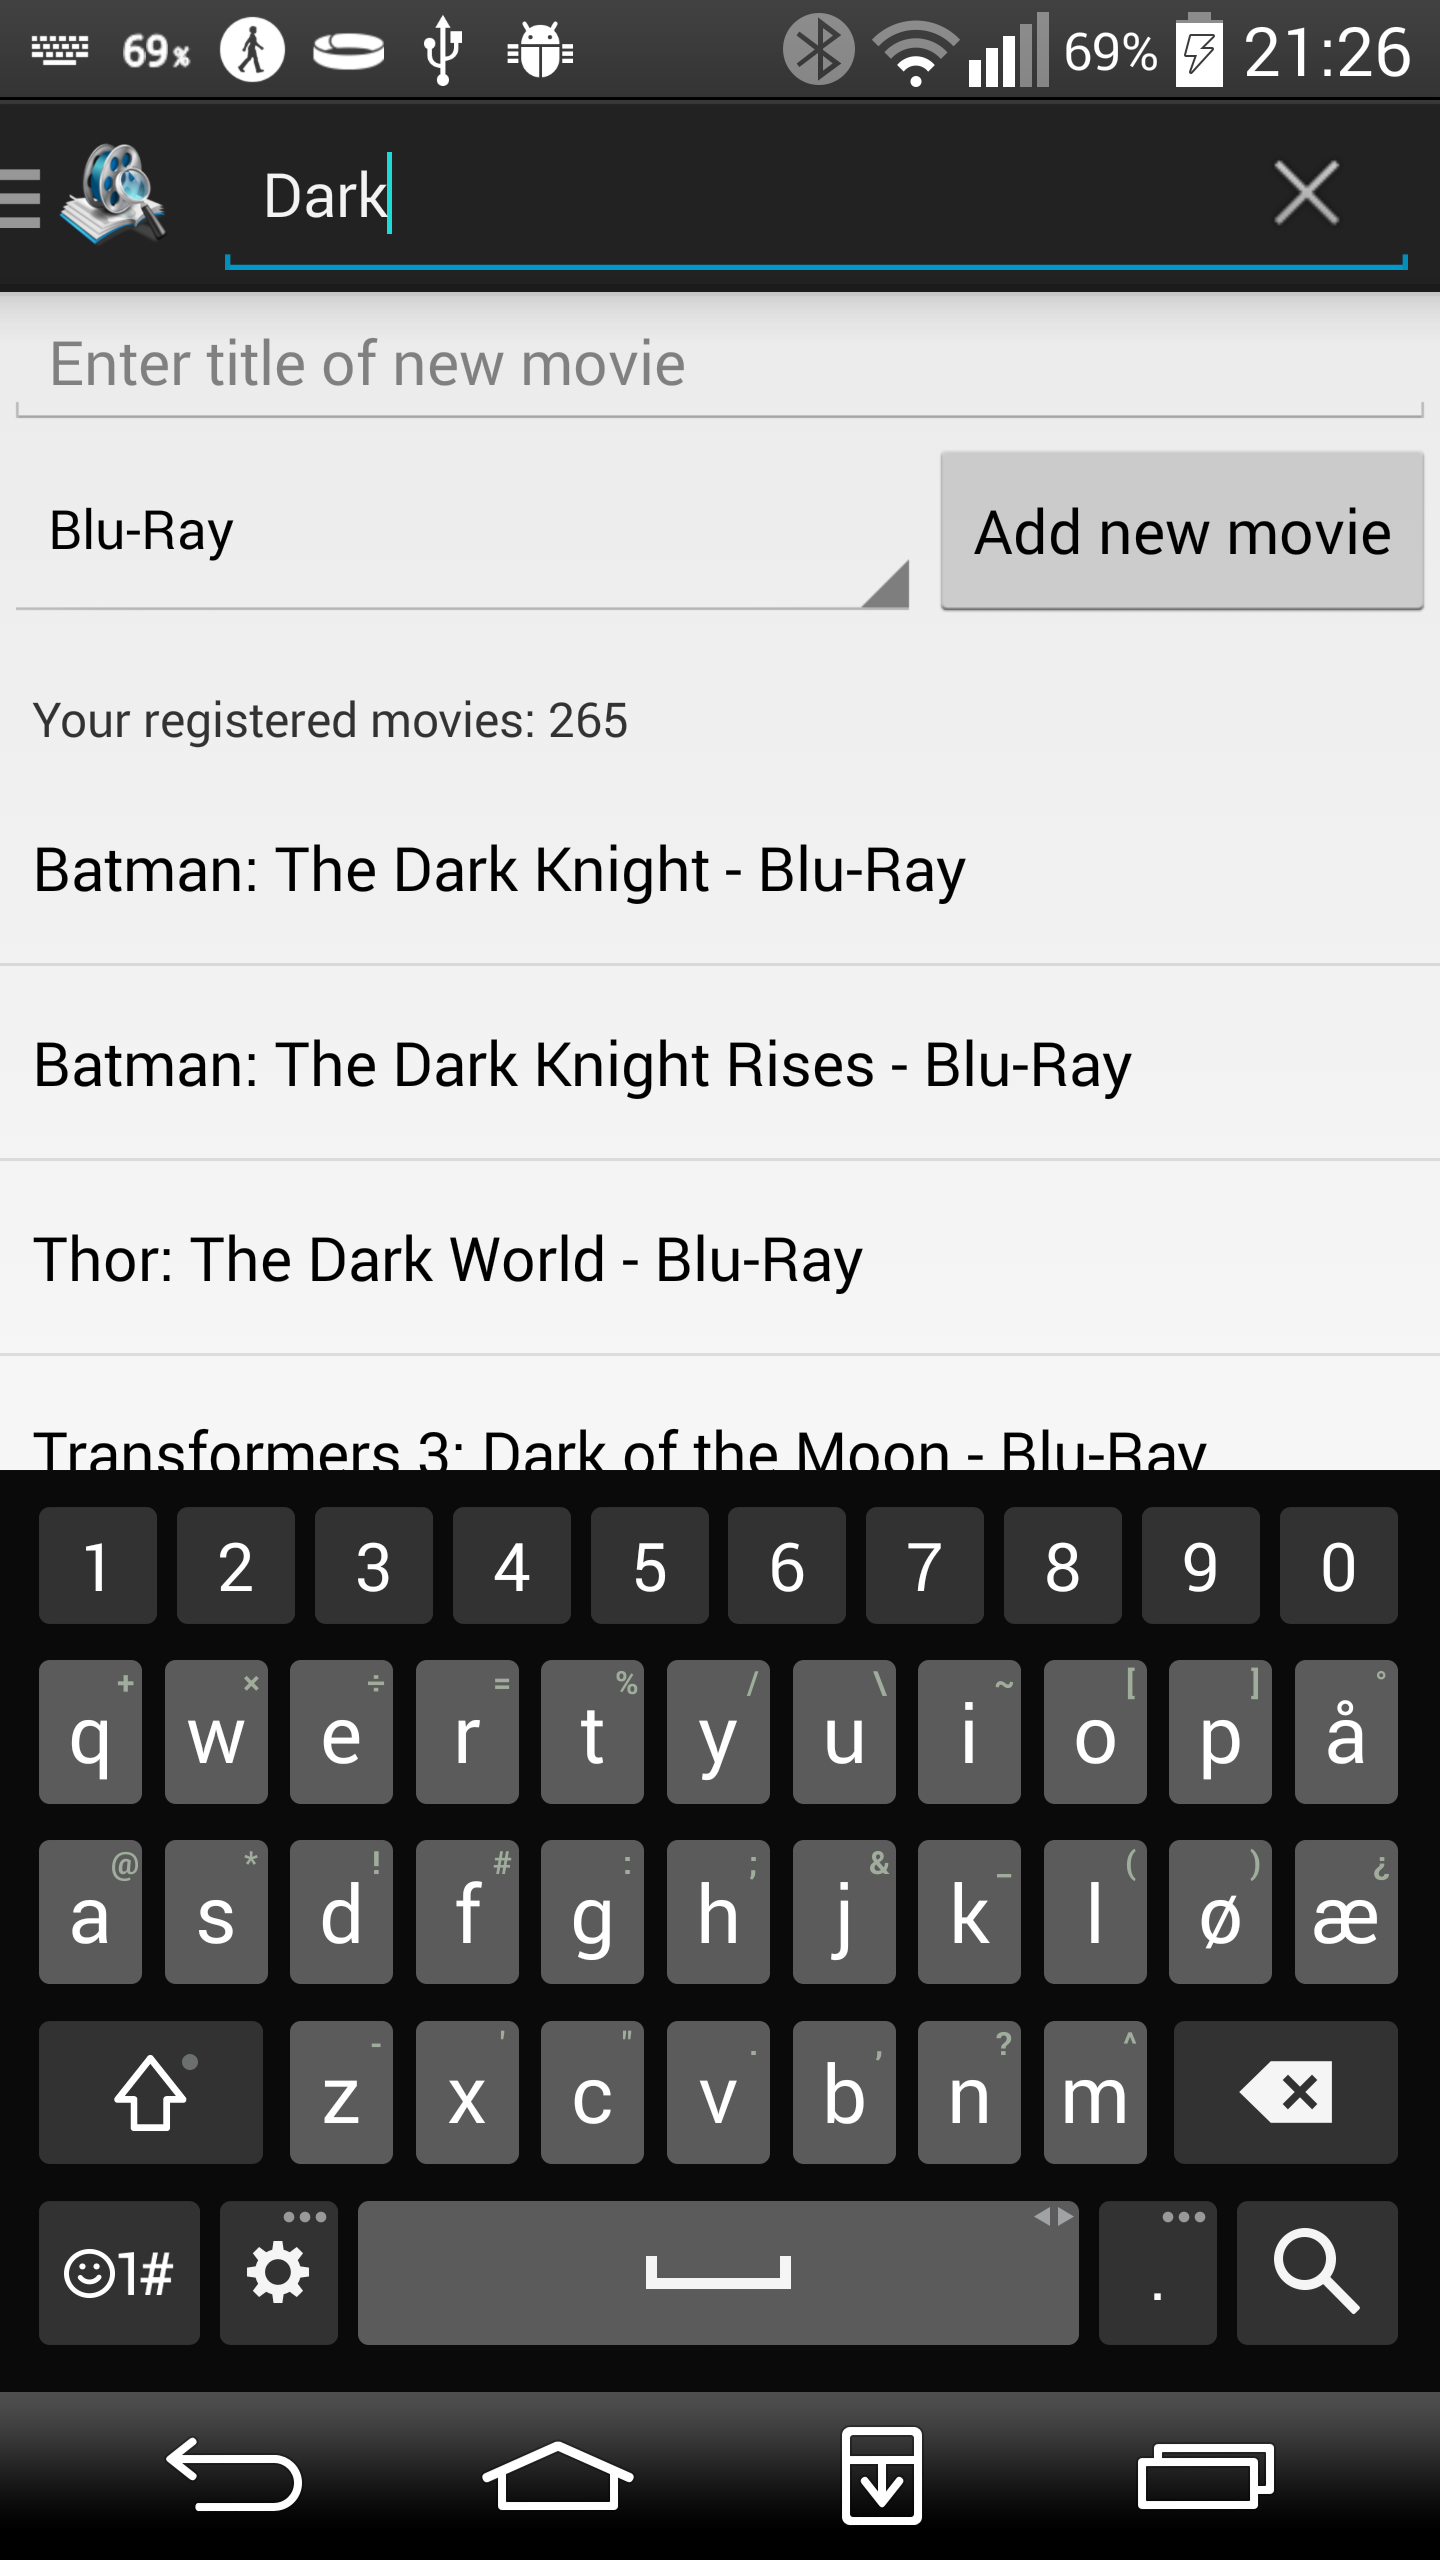 69% 69% 21:26
Dark
Enter title of new movie
Blu-Ray
Add new movie
Your registered movies: 265
Batman: The Dark Knight - Blu-Ray
Batman: The Dark Knight Rises - Blu-Ray
Thor: The Dark World - Blu-Ray
Transformers 3: Dark of the Moon - Blu-Ray
1 2 3 4 5 6 7 8 9 0
+ × ÷ = % / \ ~ [ ] °
q w e r t y u i o p å
@ * ! # : ; & _ ( ) ¿
a s d f g h j k l ø æ
- ' " . , ? ^
z x c v b n m
1# .